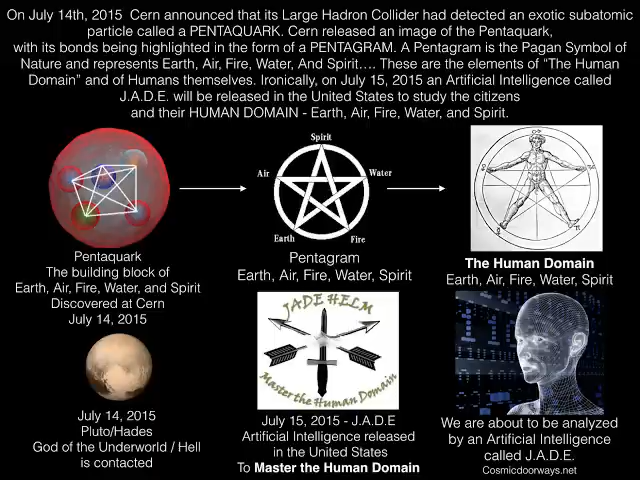 On July 14th, 2015  Cern announced that its Large Hadron Collider had detected an exotic subatomic
particle called a PENTAQUARK. Cern released an image of the Pentaquark,
with its bonds being highlighted in the form of a PENTAGRAM. A Pentagram is the Pagan Symbol of
Nature and represents Earth, Air, Fire, Water, And Spirit.... These are the elements of "The Human
Domain" and of Humans themselves. Ironically, on July 15, 2015 an Artificial Intelligence called
J.A.D.E. will be released in the United States to study the citizens
and their HUMAN DOMAIN - Earth, Air, Fire, Water, and Spirit.
Spirit
Air
Water
Earth
Fire
Pentaquark
The building block of
Earth, Air, Fire, Water, and Spirit
Discovered at Cern
July 14, 2015
Pentagram
Earth, Air, Fire, Water, Spirit
The Human Domain
Earth, Air, Fire, Water, Spirit
JADE HELM
Master the Human Domain
July 14, 2015
Pluto/Hades
God of the Underworld / Hell
is contacted
July 15, 2015 - J.A.D.E
Artificial Intelligence released
in the United States
To Master the Human Domain
We are about to be analyzed
by an Artificial Intelligence
called J.A.D.E.
Cosmicdoorways.net